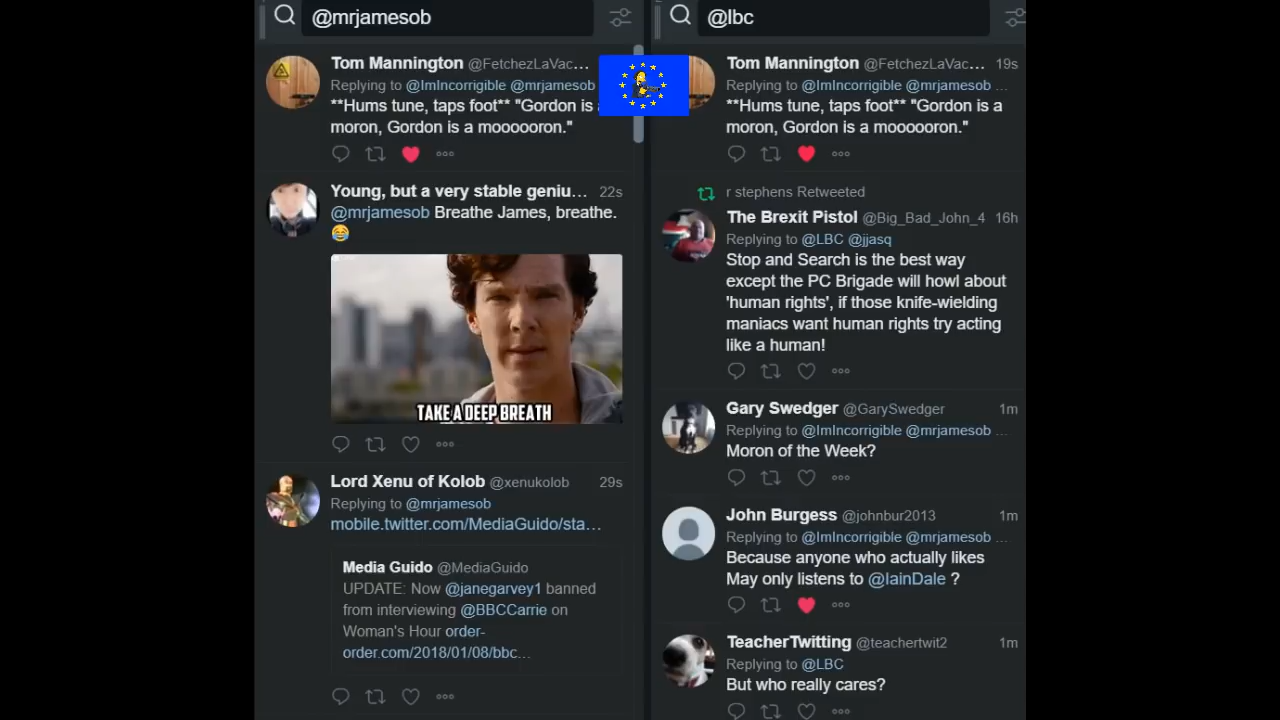 @mrjamesob
Tom Mannington @FetchezLaVac...
Replying to @ImIncorrigible @mrjamesob
**Hums tune, taps foot** "Gordon is a
moron, Gordon is a moooooron."
Young, but a very stable geniu... 22s
@mrjamesob Breathe James, breathe.
😂
TAKE A DEEP BREATH
Lord Xenu of Kolob @xenukolob 29s
Replying to @mrjamesob
mobile.twitter.com/MediaGuido/sta...
Media Guido @MediaGuido
UPDATE: Now @janegarvey1 banned
from interviewing @BBCCarrie on
Woman's Hour order-
order.com/2018/01/08/bbc...
@lbc
Tom Mannington @FetchezLaVac... 19s
Replying to @ImIncorrigible @mrjamesob ...
**Hums tune, taps foot** "Gordon is a
moron, Gordon is a moooooron."
r stephens Retweeted
The Brexit Pistol @Big_Bad_John_4 16h
Replying to @LBC @jjasq
Stop and Search is the best way
except the PC Brigade will howl about
'human rights', if those knife-wielding
maniacs want human rights try acting
like a human!
Gary Swedger @GarySwedger 1m
Replying to @ImIncorrigible @mrjamesob ...
Moron of the Week?
John Burgess @johnbur2013 1m
Replying to @ImIncorrigible @mrjamesob ...
Because anyone who actually likes
May only listens to @IainDale ?
TeacherTwitting @teachertwit2 1m
Replying to @LBC
But who really cares?